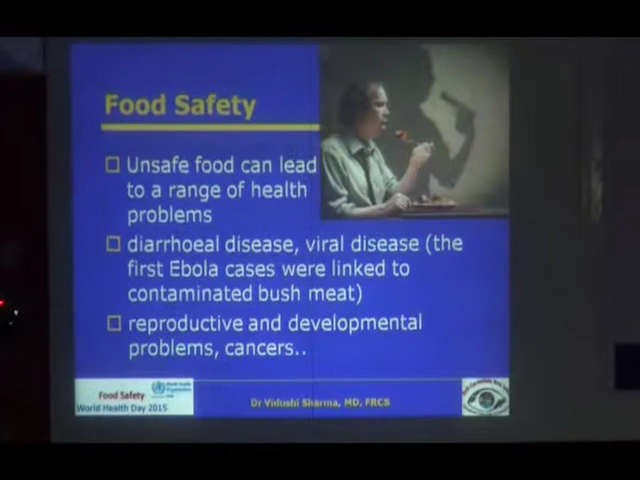 Food Safety
Unsafe food can lead
to a range of health
problems
diarrhoeal disease, viral disease (the
first Ebola cases were linked to
contaminated bush meat)
reproductive and developmental
problems, cancers..
Food Safety
World Health Day 2015
Dr Vidushi Sharma, MD, FRCS